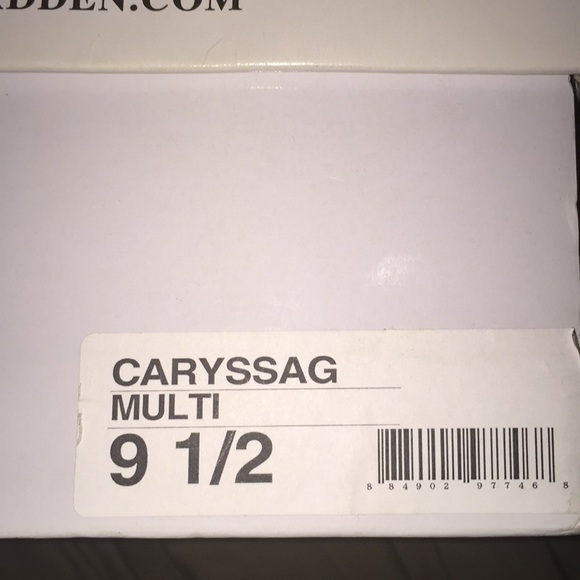 DDEN.COM
CARYSSAG
MULTI
9 1/2
8 84902 97746 8